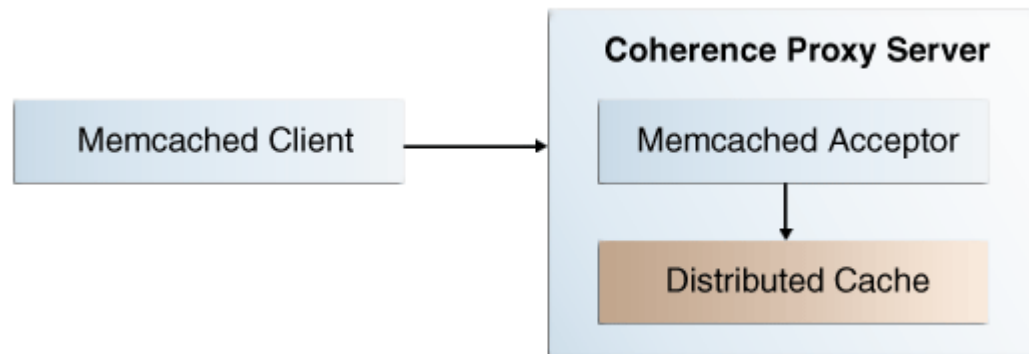 Coherence Proxy Server
Memcached Client
Memcached Acceptor
Distributed Cache